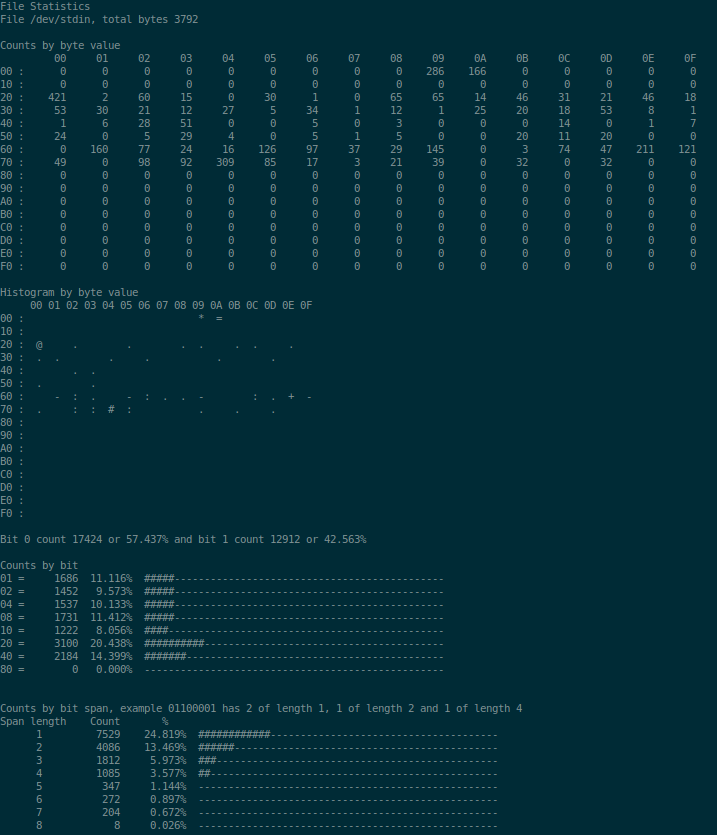 File Statistics
File /dev/stdin, total bytes 3792
Counts by byte value
00 01 02 03 04 05 06 07 08 09 0A 0B 0C 0D 0E 0F
00 : 0 0 0 0 0 0 0 0 0 286 166 0 0 0 0 0
10 : 0 0 0 0 0 0 0 0 0 0 0 0 0 0 0 0
20 : 421 2 60 15 0 30 1 0 65 65 14 46 31 21 46 18
30 : 53 30 21 12 27 5 34 1 12 1 25 20 18 53 8 1
40 : 1 6 28 51 0 0 5 0 3 0 0 0 14 0 1 7
50 : 24 0 5 29 4 0 5 1 5 0 0 20 11 20 0 0
60 : 0 160 77 24 16 126 97 37 29 145 0 3 74 47 211 121
70 : 49 0 98 92 309 85 17 3 21 39 0 32 0 32 0 0
80 : 0 0 0 0 0 0 0 0 0 0 0 0 0 0 0 0
90 : 0 0 0 0 0 0 0 0 0 0 0 0 0 0 0 0
A0 : 0 0 0 0 0 0 0 0 0 0 0 0 0 0 0 0
B0 : 0 0 0 0 0 0 0 0 0 0 0 0 0 0 0 0
C0 : 0 0 0 0 0 0 0 0 0 0 0 0 0 0 0 0
D0 : 0 0 0 0 0 0 0 0 0 0 0 0 0 0 0 0
E0 : 0 0 0 0 0 0 0 0 0 0 0 0 0 0 0 0
F0 : 0 0 0 0 0 0 0 0 0 0 0 0 0 0 0 0
Histogram by byte value
00 01 02 03 04 05 06 07 08 09 0A 0B 0C 0D 0E 0F
00 : * =
10 :
20 : @ . . . . . . .
30 : . . . . . .
40 : . .
50 : . .
60 : - : . - : . . - : . + -
70 : . : : # : . . .
80 :
90 :
A0 :
B0 :
C0 :
D0 :
E0 :
F0 :
Bit 0 count 17424 or 57.437% and bit 1 count 12912 or 42.563%
Counts by bit
01 = 1686 11.116% #####---------------------------------------------
02 = 1452 9.573% #####---------------------------------------------
04 = 1537 10.133% #####---------------------------------------------
08 = 1731 11.412% #####---------------------------------------------
10 = 1222 8.056% ####----------------------------------------------
20 = 3100 20.438% ##########----------------------------------------
40 = 2184 14.399% #######-------------------------------------------
80 = 0 0.000% --------------------------------------------------
Counts by bit span, example 01100001 has 2 of length 1, 1 of length 2 and 1 of length 4
Span length Count %
1 7529 24.819% ############--------------------------------------
2 4086 13.469% ######--------------------------------------------
3 1812 5.973% ###-----------------------------------------------
4 1085 3.577% ##------------------------------------------------
5 347 1.144% --------------------------------------------------
6 272 0.897% --------------------------------------------------
7 204 0.672% --------------------------------------------------
8 8 0.026% --------------------------------------------------